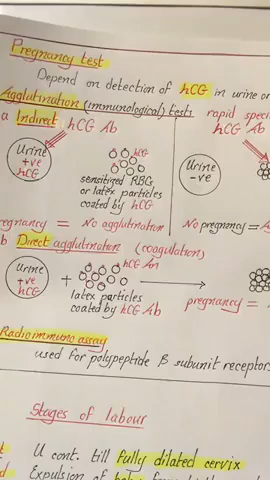 Pregnancy test
Depend on detection of hCG in urine or
Agglutination (immunological) tests rapid speci
a Indirect hCG Ab hCG Ab
Urine +ve hCG
hCG
sensitized RBG
or latex particles
coated by hCG
Urine -ve
regnancy = No agglutination No pregnancy =
b Direct agglutination (coagulation)
Urine +ve hCG
+
latex particles
coated by hCG Ab
pregnancy =
Radioimmuno assay
used for polypeptide β subunit receptors
Stages of labour
U cont. till fully dilated cervix
Expulsion of